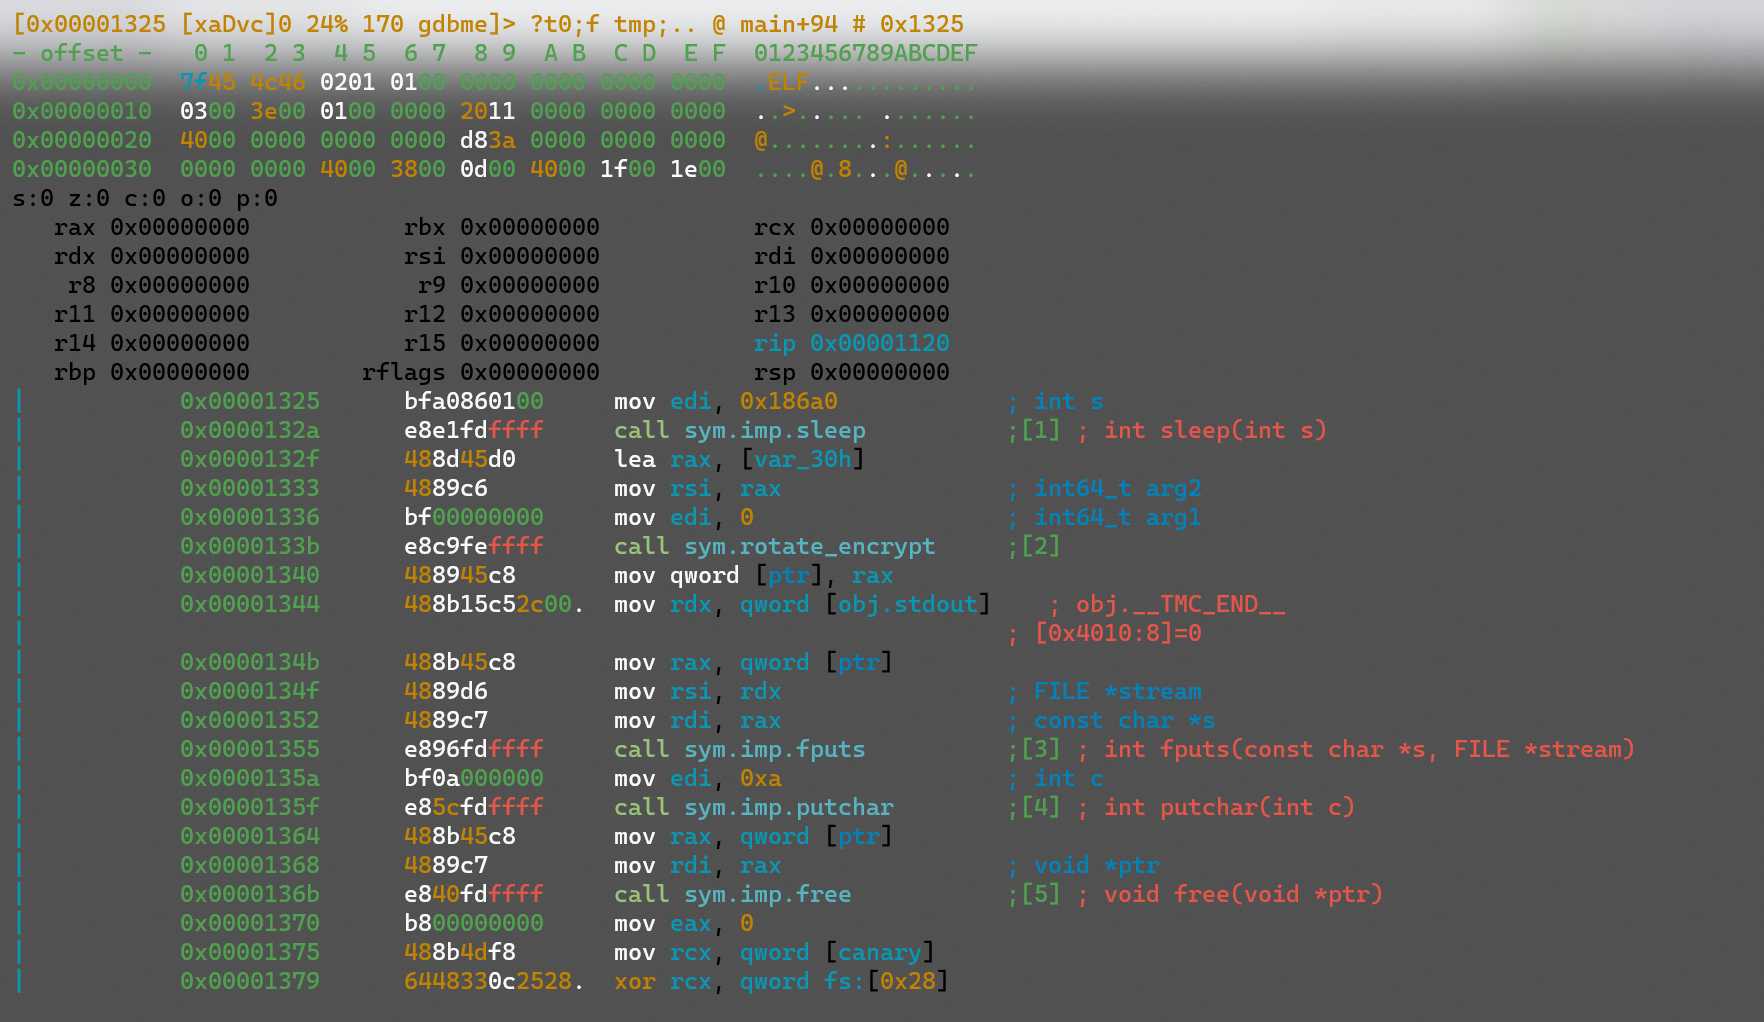 [0x00001325 [xaDvc]0 24% 170 gdbme]> ?t0;f tmp;.. @ main+94 # 0x1325
- offset -   0 1  2 3  4 5  6 7  8 9  A B  C D  E F  0123456789ABCDEF
0x00000000  7f45 4c46 0201 0100 0000 0000 0000 0000  .ELF............
0x00000010  0300 3e00 0100 0000 2011 0000 0000 0000  ..>..... .......
0x00000020  4000 0000 0000 0000 d83a 0000 0000 0000  @........:......
0x00000030  0000 0000 4000 3800 0d00 4000 1f00 1e00  ....@.8...@.....
s:0 z:0 c:0 o:0 p:0
   rax 0x00000000           rbx 0x00000000           rcx 0x00000000
   rdx 0x00000000           rsi 0x00000000           rdi 0x00000000
    r8 0x00000000            r9 0x00000000           r10 0x00000000
   r11 0x00000000           r12 0x00000000           r13 0x00000000
   r14 0x00000000           r15 0x00000000           rip 0x00001120
   rbp 0x00000000        rflags 0x00000000           rsp 0x00000000
|           0x00001325      bfa0860100     mov edi, 0x186a0            ; int s
|           0x0000132a      e8e1fdffff     call sym.imp.sleep          ;[1] ; int sleep(int s)
|           0x0000132f      488d45d0       lea rax, [var_30h]
|           0x00001333      4889c6         mov rsi, rax                ; int64_t arg2
|           0x00001336      bf00000000     mov edi, 0                  ; int64_t arg1
|           0x0000133b      e8c9feffff     call sym.rotate_encrypt     ;[2]
|           0x00001340      488945c8       mov qword [ptr], rax
|           0x00001344      488b15c52c00.  mov rdx, qword [obj.stdout]    ; obj.__TMC_END__
|                                                                      ; [0x4010:8]=0
|           0x0000134b      488b45c8       mov rax, qword [ptr]
|           0x0000134f      4889d6         mov rsi, rdx                ; FILE *stream
|           0x00001352      4889c7         mov rdi, rax                ; const char *s
|           0x00001355      e896fdffff     call sym.imp.fputs          ;[3] ; int fputs(const char *s, FILE *stream)
|           0x0000135a      bf0a000000     mov edi, 0xa                ; int c
|           0x0000135f      e85cfdffff     call sym.imp.putchar        ;[4] ; int putchar(int c)
|           0x00001364      488b45c8       mov rax, qword [ptr]
|           0x00001368      4889c7         mov rdi, rax                ; void *ptr
|           0x0000136b      e840fdffff     call sym.imp.free           ;[5] ; void free(void *ptr)
|           0x00001370      b800000000     mov eax, 0
|           0x00001375      488b4df8       mov rcx, qword [canary]
|           0x00001379      6448330c2528.  xor rcx, qword fs:[0x28]